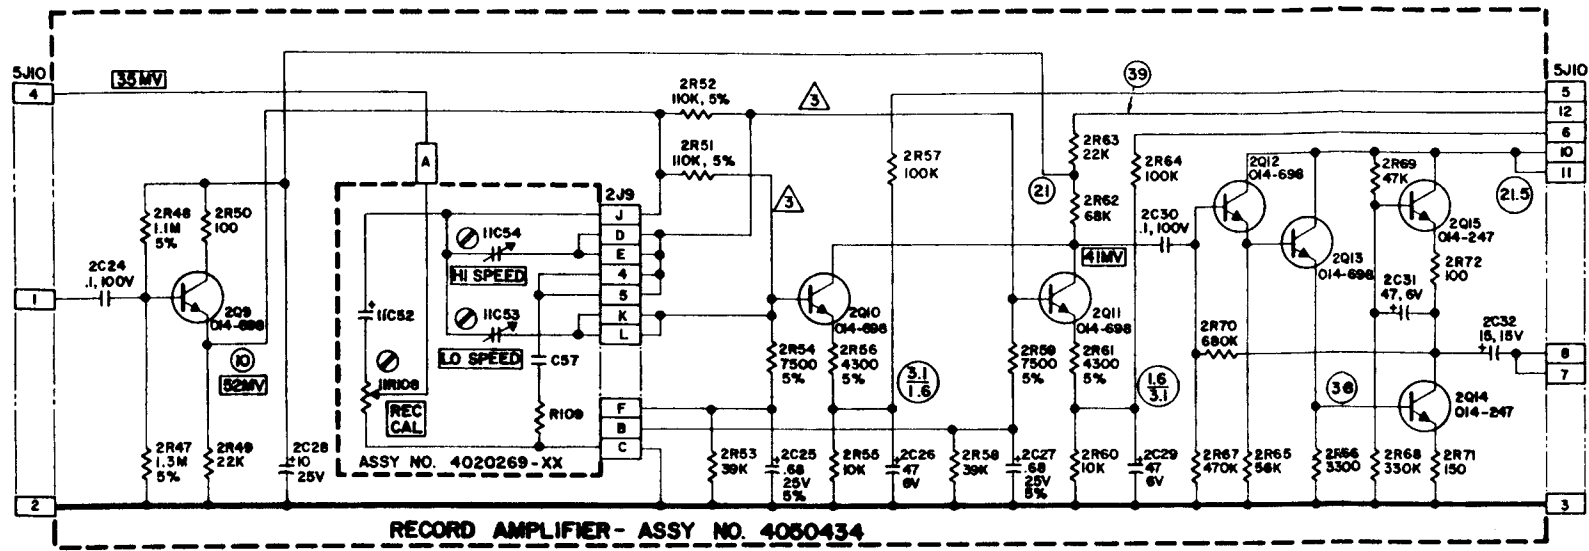 5J10
4
35MV
2R52
110K, 5%
3
39
5J10
5
12
6
10
11
2R51
110K, 5%
2R57
100K
2R63
22K
2R64
100K
2Q12
014-698
2R69
47K
A
3
21
2R62
68K
21.5
2R48
1.1M
5%
2R50
100
2J9
J
D
E
4
5
K
L
F
B
C
11C54
HI SPEED
2C30
.1, 100V
2Q15
014-247
41MV
2Q13
014-698
2R72
100
2C24
.1, 100V
1
2Q9
014-698
11C52
11C53
LO SPEED
C57
2Q10
014-698
2Q11
014-698
2C31
47, 6V
2R70
680K
2C32
15, 15V
8
7
10
52MV
11R108
REC
CAL
R109
2R54
7500
5%
2R56
4300
5%
3.1
1.6
2R59
7500
5%
2R61
4300
5%
1.6
3.1
.36
2Q14
014-247
2R47
1.3M
5%
2R49
22K
2C28
10
25V
ASSY NO. 4020269-XX
2R53
39K
2C25
.68
25V
5%
2R55
10K
2C26
47
6V
2R58
39K
2C27
.68
25V
5%
2R60
10K
2C29
47
6V
2R67
470K
2R65
56K
2R66
3300
2R68
330K
2R71
150
2
3
RECORD AMPLIFIER- ASSY NO. 4050434